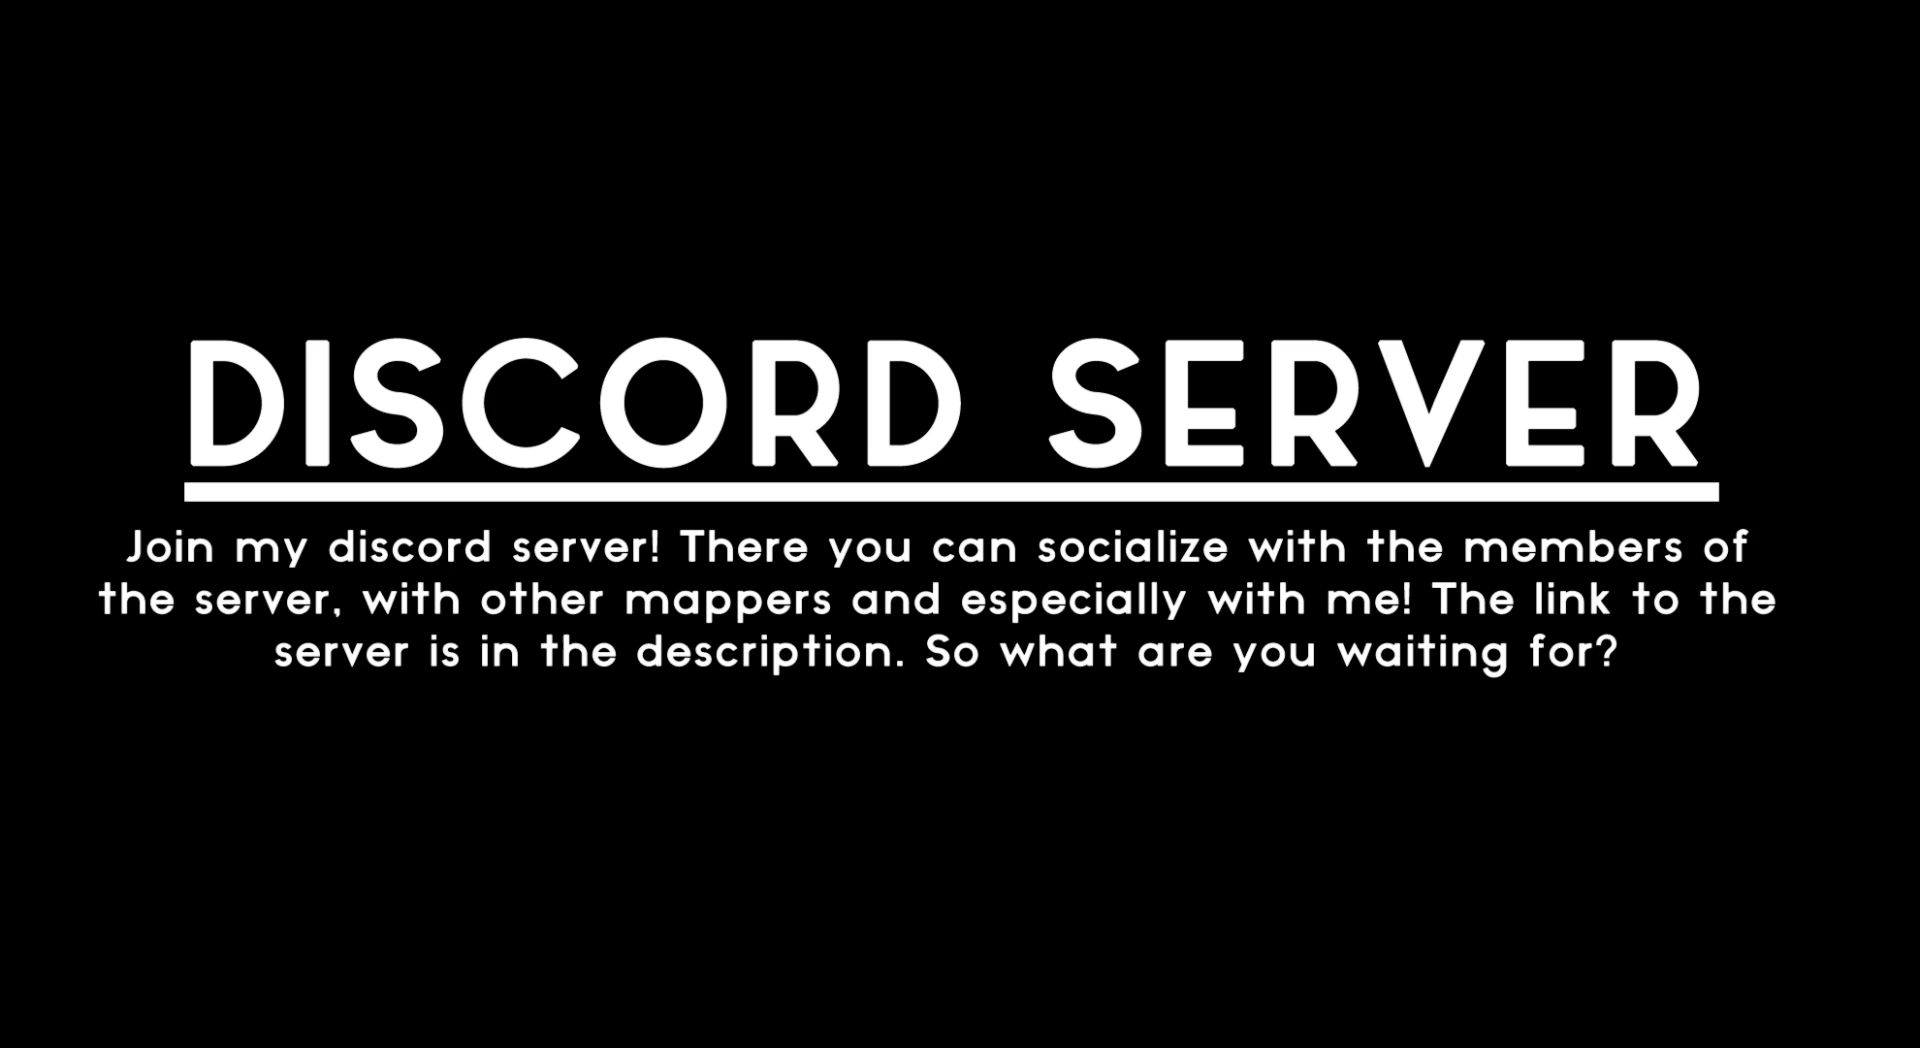 DISCORD SERVER
Join my discord server! There you can socialize with the members of
the server, with other mappers and especially with me! The link to the
server is in the description. So what are you waiting for?